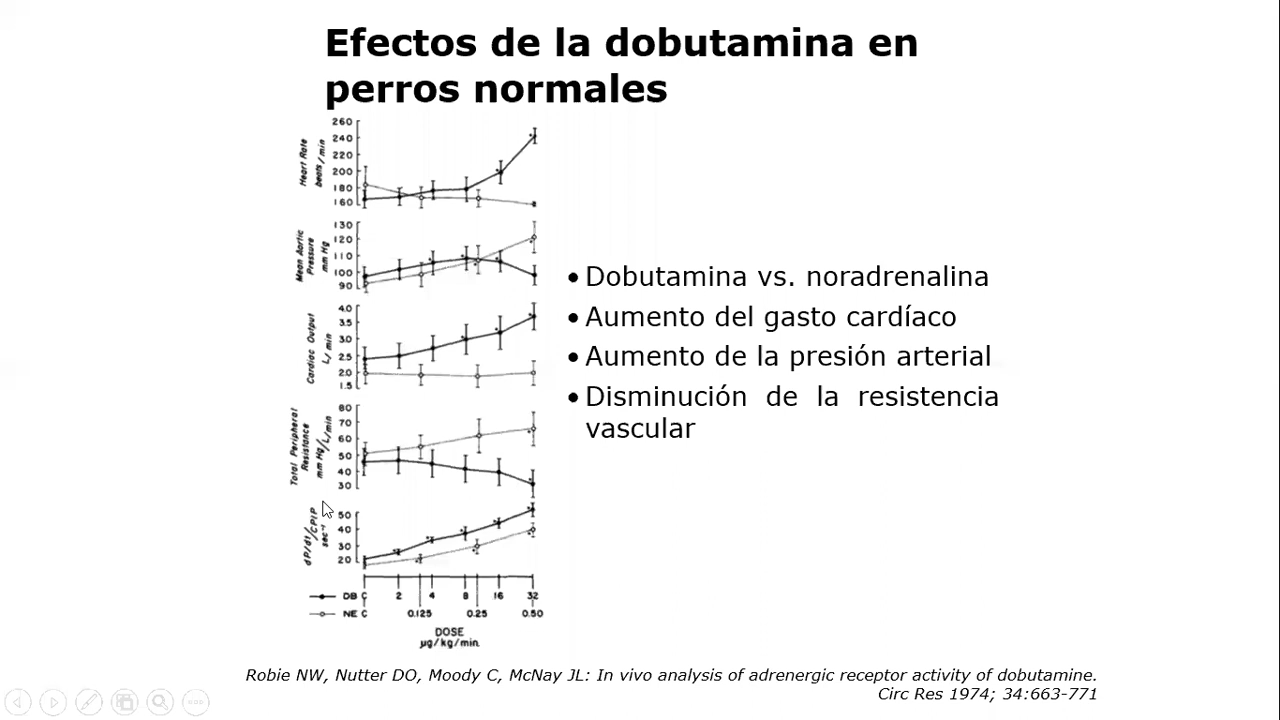 Efectos de la dobutamina en
perros normales
260
240
220
200
180
160
Heart Rate
beats/min
130
120
110
100
90
Mean Aortic
Pressure
mm Hg
4.0
3.5
3.0
2.5
2.0
1.5
Cardiac Output
L/min
80
70
60
50
40
30
Total Peripheral
Resistance
mm Hg/L/min
50
40
30
20
dP/dt/CPIP
sec⁻¹
DB C 2 4 8 16 32
NE C 0.125 0.25 0.50
DOSE
µg/kg/min.
• Dobutamina vs. noradrenalina
• Aumento del gasto cardíaco
• Aumento de la presión arterial
• Disminución de la resistencia
vascular
Robie NW, Nutter DO, Moody C, McNay JL: In vivo analysis of adrenergic receptor activity of dobutamine.
Circ Res 1974; 34:663-771